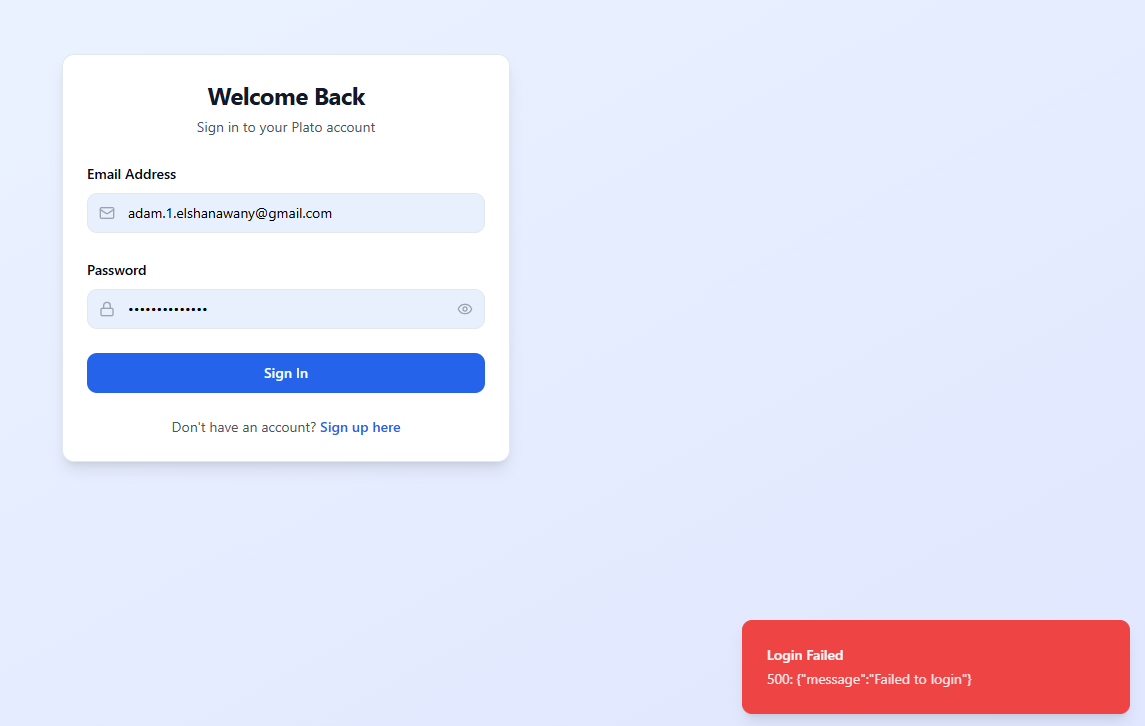 Welcome Back
Sign in to your Plato account
Email Address
adam.1.elshanawany@gmail.com
Password
••••••••••••••
Sign In
Don't have an account? Sign up here
Login Failed
500: {"message":"Failed to login"}